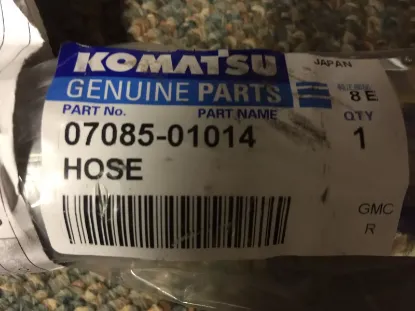 KOMATSU
JAPAN
GENUINE PARTS
8 E
PART No.
PART NAME
QTY
07085-01014
1
HOSE
GMC
R